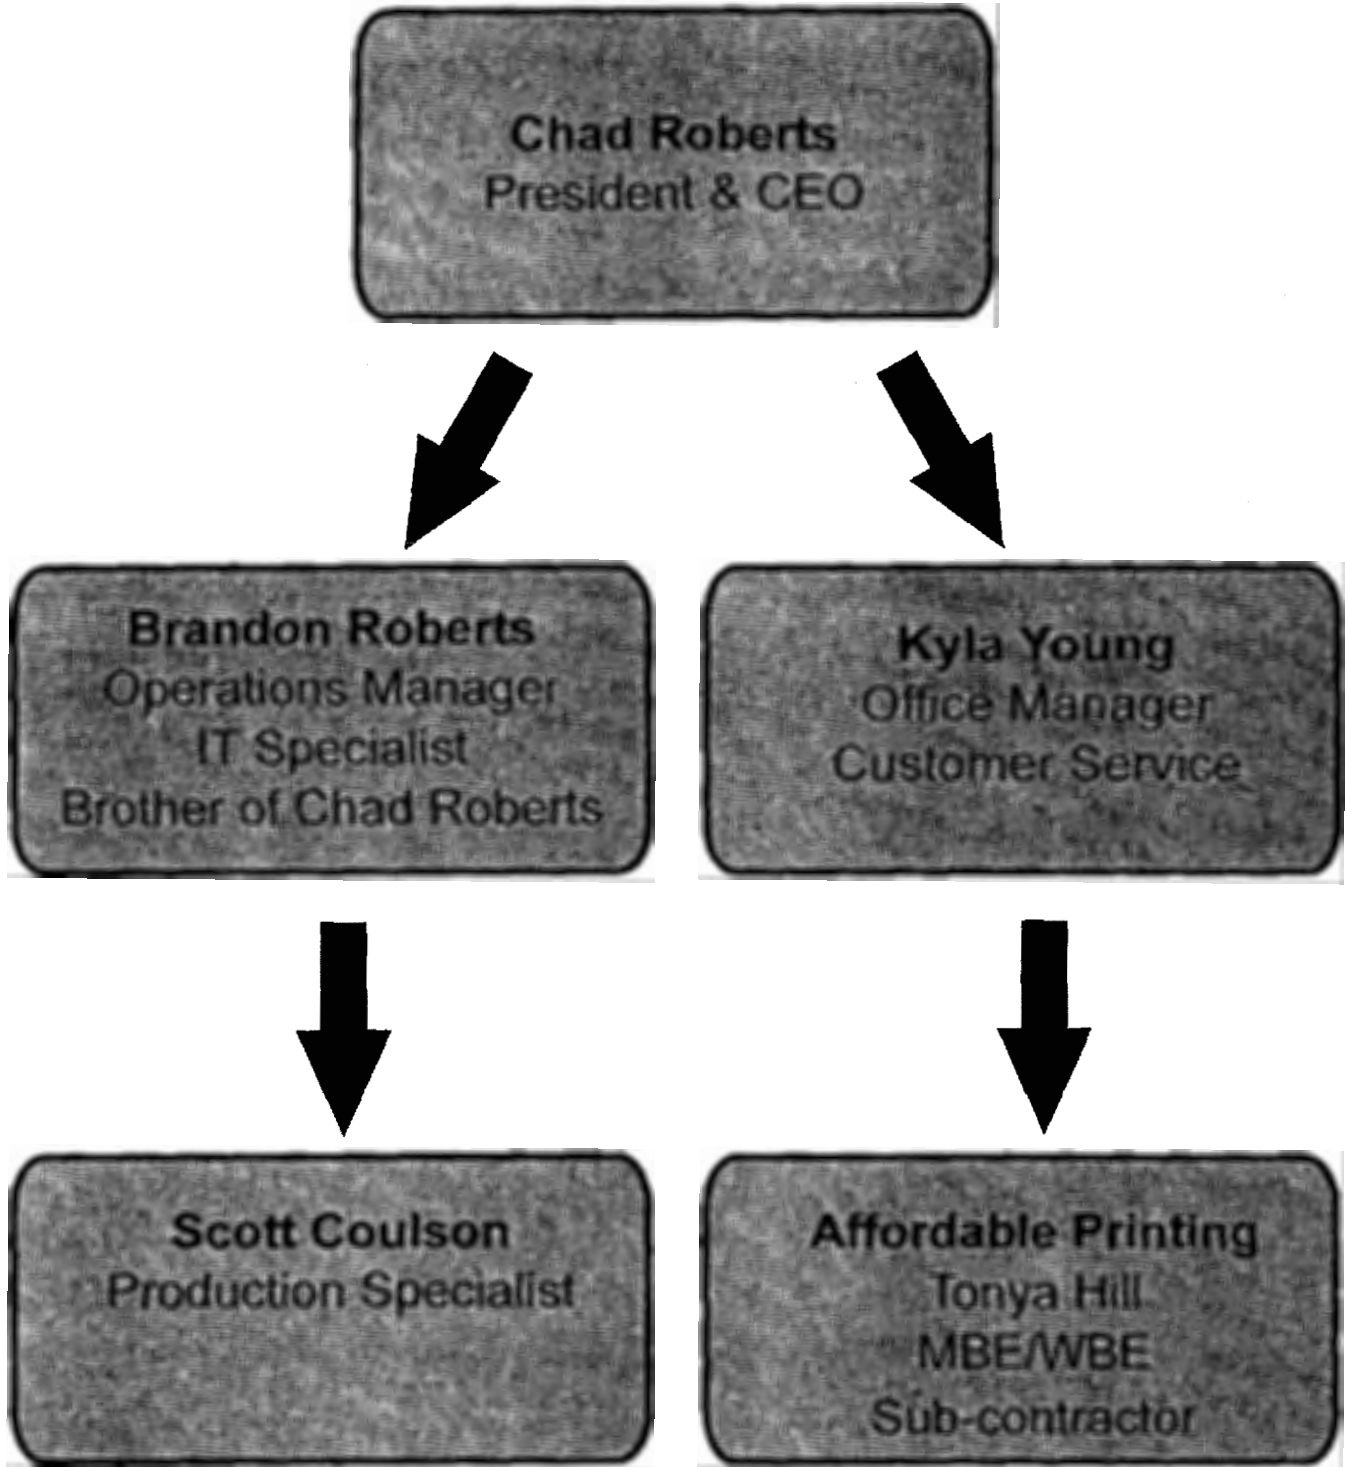 Chad Roberts
President & CEO
Brandon Roberts
Operations Manager
IT Specialist
Brother of Chad Roberts
Kyla Young
Office Manager
Customer Service
Scott Coulson
Production Specialist
Affordable Printing
Tonya Hill
MBE/WBE
Sub-contractor